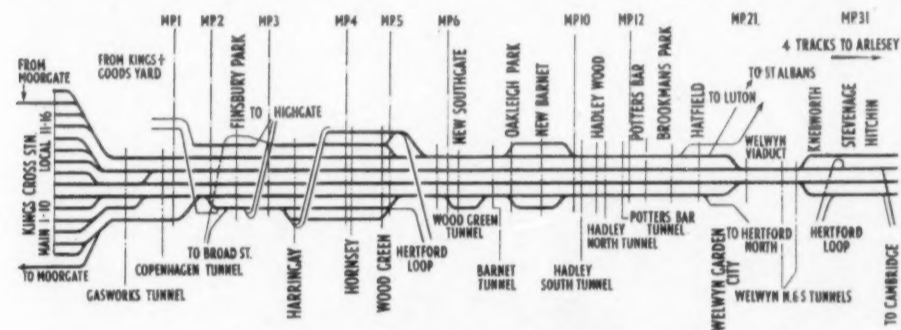 MP1
MP2
MP3
MP4
MP5
MP6
MP10
MP12
MP21.
MP31
4 TRACKS TO ARLESEY
FROM
MOORGATE
FROM KINGS +
GOODS YARD
FINSBURY PARK
TO
HIGHGATE
NEW SOUTHGATE
OAKLEIGH PARK
NEW BARNET
HADLEY WOOD
POTTERS BAR
BROOKMANS PARK
HATFIELD
TO ST ALBANS
TO LUTON
WELWYN
VIADUCT
KNEBWORTH
STEVENAGE
HITCHIN
KINGS CROSS STN.
LOCAL 11-16
MAIN 1-10
TO MOORGATE
GASWORKS TUNNEL
COPENHAGEN TUNNEL
TO BROAD ST.
HARRINGAY
HORNSEY
WOOD GREEN
HERTFORD
LOOP
WOOD GREEN
TUNNEL
BARNET
TUNNEL
HADLEY
SOUTH TUNNEL
HADLEY
NORTH TUNNEL
POTTERS BAR
TUNNEL
WELWYN GARDEN
CITY
TO HERTFORD
NORTH
WELWYN N.& S TUNNELS
HERTFORD
LOOP
TO CAMBRIDGE